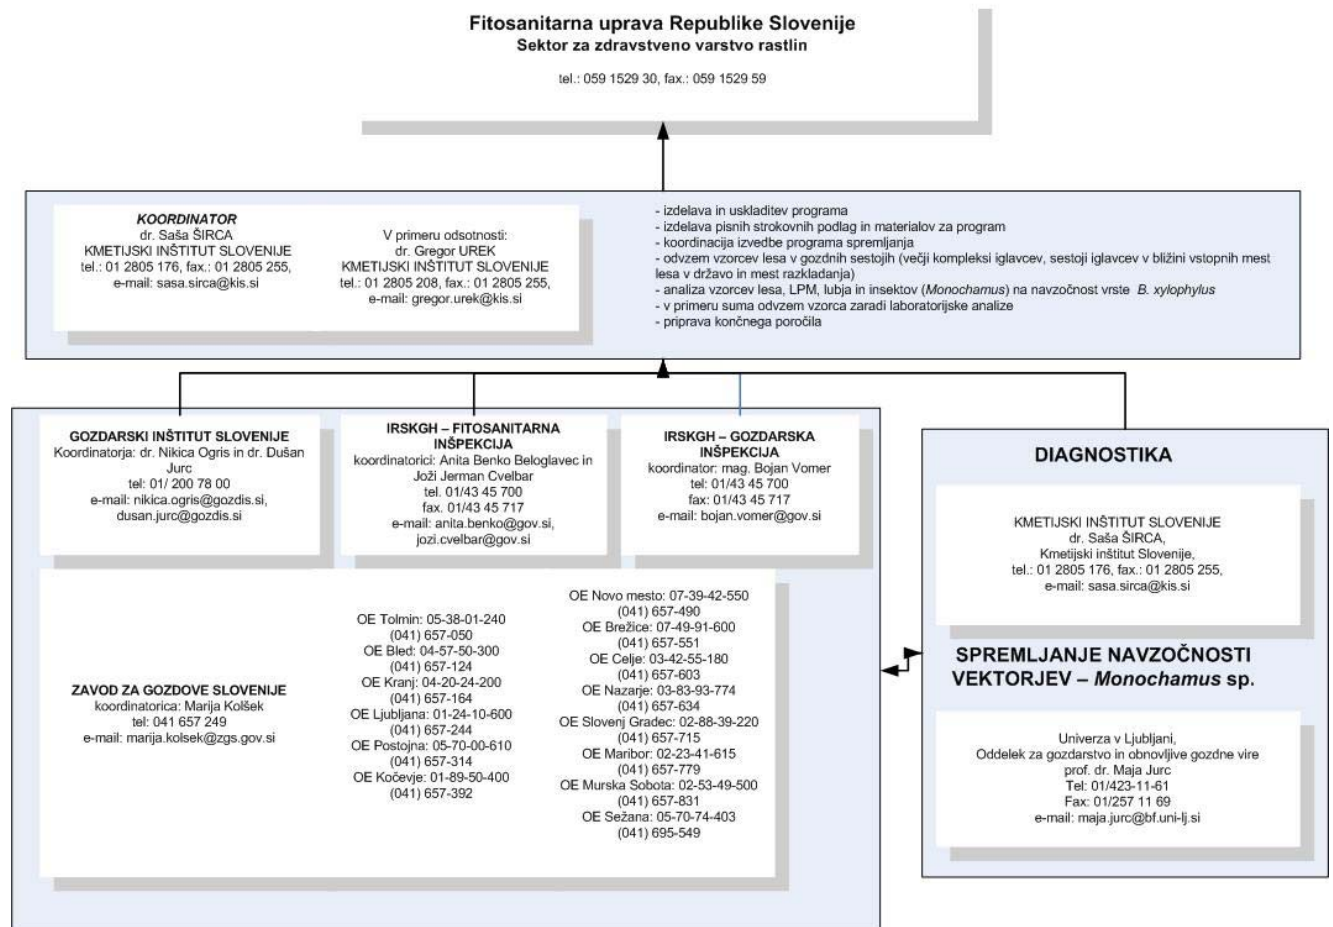 Fitosanitarna uprava Republike Slovenije
Sektor za zdravstveno varstvo rastlin
tel.: 059 1529 30, fax.: 059 1529 59
KOORDINATOR
dr. Saša ŠIRCA
KMETIJSKI INŠTITUT SLOVENIJE
tel.: 01 2805 176, fax.: 01 2805 255,
e-mail: sasa.sirca@kis.si
V primeru odsotnosti:
dr. Gregor UREK
KMETIJSKI INŠTITUT SLOVENIJE
tel.: 01 2805 208, fax.: 01 2805 255,
e-mail: gregor.urek@kis.si
- izdelava in uskladitev programa
- izdelava pisnih strokovnih podlag in materialov za program
- koordinacija izvedbe programa spremljanja
- odvzem vzorcev lesa v gozdnih sestojih (večji kompleksi iglavcev, sestoji iglavcev v bližini vstopnih mest
lesa v državo in mest razkladanja)
- analiza vzorcev lesa, LPM, lubja in insektov (Monochamus) na navzočnost vrste B. xylophylus
- v primeru suma odvzem vzorca zaradi laboratorijske analize
- priprava končnega poročila
GOZDARSKI INŠTITUT SLOVENIJE
Koordinatorja: dr. Nikica Ogris in dr. Dušan
Jurc
tel: 01/ 200 78 00
e-mail: nikica.ogris@gozdis.si,
dusan.jurc@gozdis.si
IRSKGH – FITOSANITARNA
INŠPEKCIJA
koordinatorici: Anita Benko Beloglavec in
Joži Jerman Cvelbar
tel. 01/43 45 700
fax. 01/43 45 717
e-mail: anita.benko@gov.si,
jozi.cvelbar@gov.si
IRSKGH – GOZDARSKA
INŠPEKCIJA
koordinator: mag. Bojan Vomer
tel: 01/43 45 700
fax: 01/43 45 717
e-mail: bojan.vomer@gov.si
ZAVOD ZA GOZDOVE SLOVENIJE
koordinatorica: Marija Kolšek
tel: 041 657 249
e-mail: marija.kolsek@zgs.gov.si
OE Tolmin: 05-38-01-240
(041) 657-050
OE Bled: 04-57-50-300
(041) 657-124
OE Kranj: 04-20-24-200
(041) 657-164
OE Ljubljana: 01-24-10-600
(041) 657-244
OE Postojna: 05-70-00-610
(041) 657-314
OE Kočevje: 01-89-50-400
(041) 657-392
OE Novo mesto: 07-39-42-550
(041) 657-490
OE Brežice: 07-49-91-600
(041) 657-551
OE Celje: 03-42-55-180
(041) 657-603
OE Nazarje: 03-83-93-774
(041) 657-634
OE Slovenj Gradec: 02-88-39-220
(041) 657-715
OE Maribor: 02-23-41-615
(041) 657-779
OE Murska Sobota: 02-53-49-500
(041) 657-831
OE Sežana: 05-70-74-403
(041) 695-549
DIAGNOSTIKA
KMETIJSKI INŠTITUT SLOVENIJE
dr. Saša ŠIRCA,
Kmetijski inštitut Slovenije,
tel.: 01 2805 176, fax.: 01 2805 255,
e-mail: sasa.sirca@kis.si
SPREMLJANJE NAVZOČNOSTI
VEKTORJEV – Monochamus sp.
Univerza v Ljubljani,
Oddelek za gozdarstvo in obnovljive gozdne vire
prof. dr. Maja Jurc
Tel: 01/423-11-61
Fax: 01/257 11 69
e-mail: maja.jurc@bf.uni-lj.si